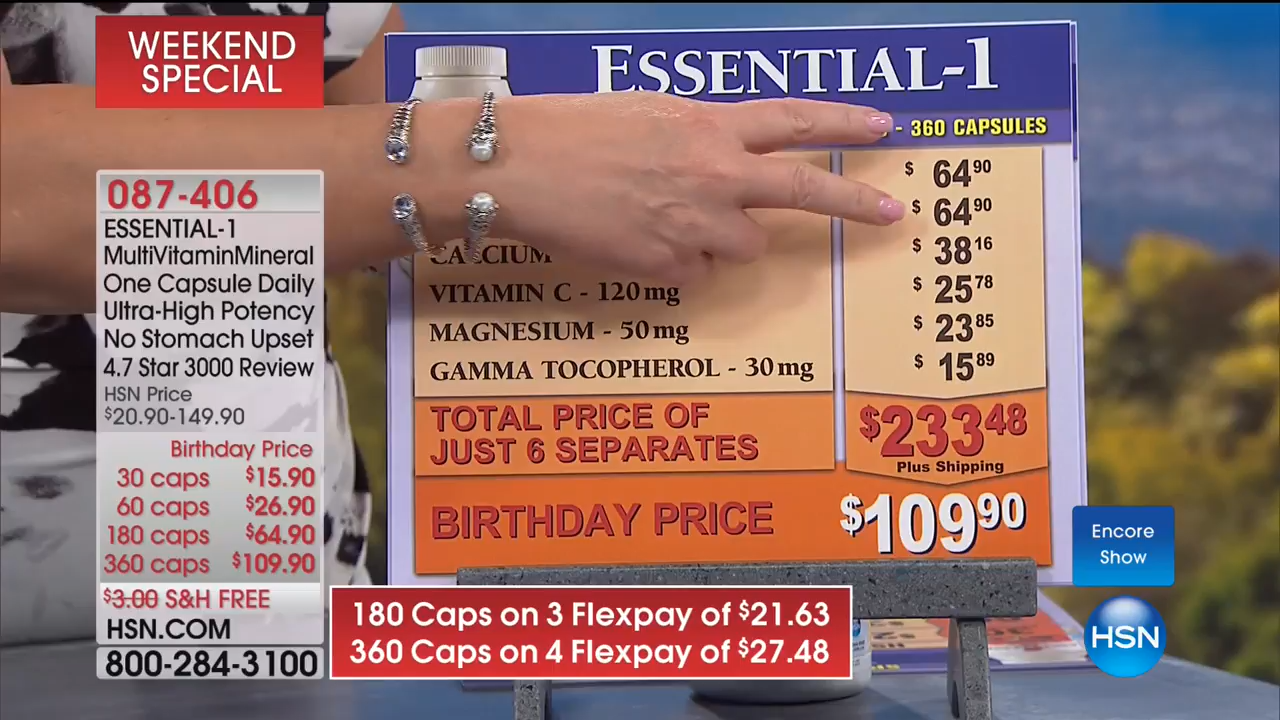 WEEKEND
SPECIAL
087-406
ESSENTIAL-1
MultiVitaminMineral
One Capsule Daily
Ultra-High Potency
No Stomach Upset
4.7 Star 3000 Review
HSN Price
$20.90-149.90
Birthday Price
30 caps $15.90
60 caps $26.90
180 caps $64.90
360 caps $109.90
$3.00 S&H FREE
HSN.COM
800-284-3100
ESSENTIAL-1
- 360 CAPSULES
$64.90
$64.90
CALCIUM $38.16
VITAMIN C - 120 mg $25.78
MAGNESIUM - 50 mg $23.85
GAMMA TOCOPHEROL - 30 mg $15.89
TOTAL PRICE OF
JUST 6 SEPARATES
$233.48
Plus Shipping
BIRTHDAY PRICE $109.90
Encore
Show
HSN
180 Caps on 3 Flexpay of $21.63
360 Caps on 4 Flexpay of $27.48